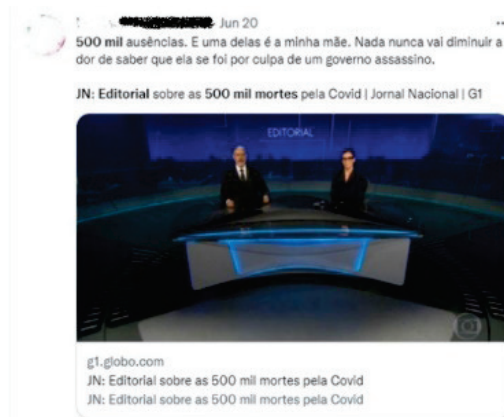 Jun 20
500 mil ausências. E uma delas é a minha mãe. Nada nunca vai diminuir a
dor de saber que ela se foi por culpa de um governo assassino.
JN: Editorial sobre as 500 mil mortes pela Covid | Jornal Nacional | G1
EDITORIAL
g1.globo.com
JN: Editorial sobre as 500 mil mortes pela Covid
JN: Editorial sobre as 500 mil mortes pela Covid